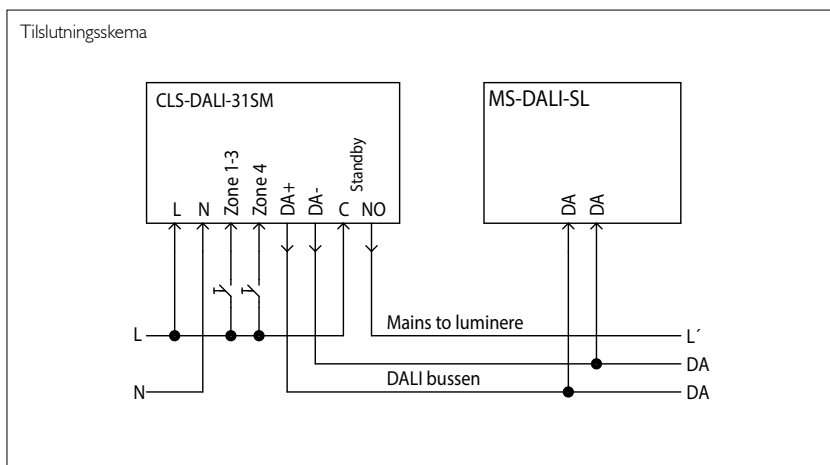 Tilslutningsskema
CLS-DALI-31SM
MS-DALI-SL
L
N
Zone 1-3
Zone 4
DA+
DA-
C
Standby
NO
DA
DA
L
Mains to luminere
L´
DA
N
DALI bussen
DA